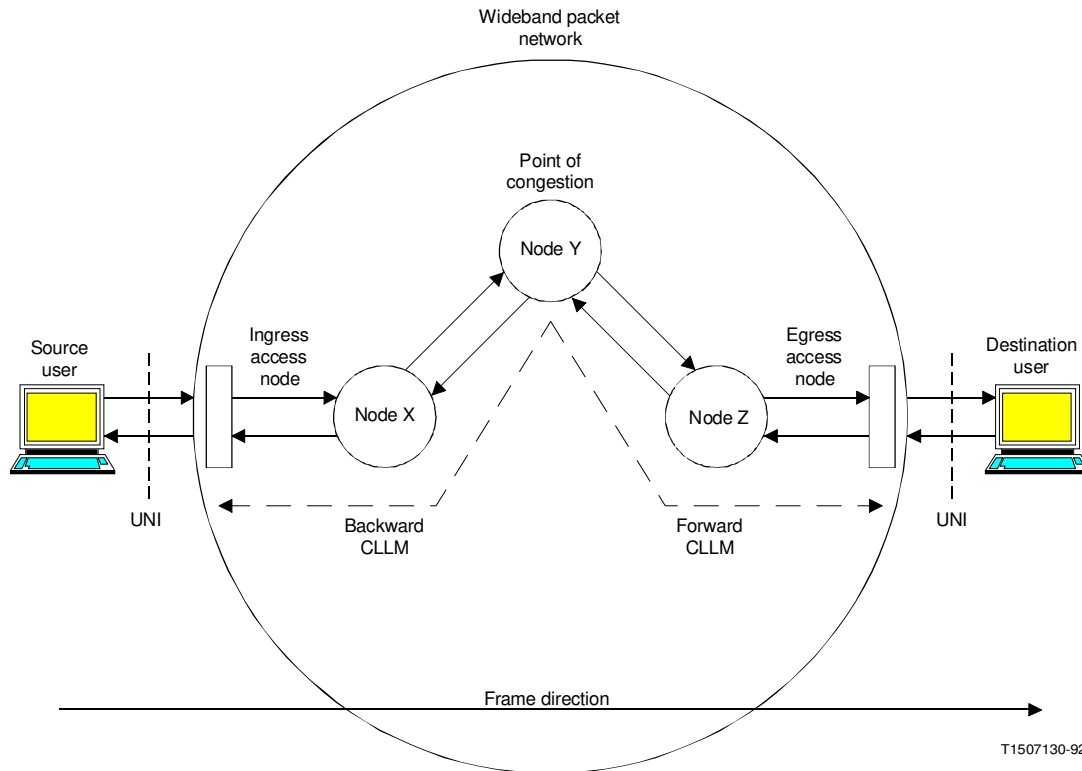 Wideband packet
network
Point of
congestion
Node Y
Source
user
Ingress
access
node
Egress
access
node
Destination
user
Node X
Node Z
UNI
Backward
CLLM
Forward
CLLM
UNI
Frame direction
T1507130-92